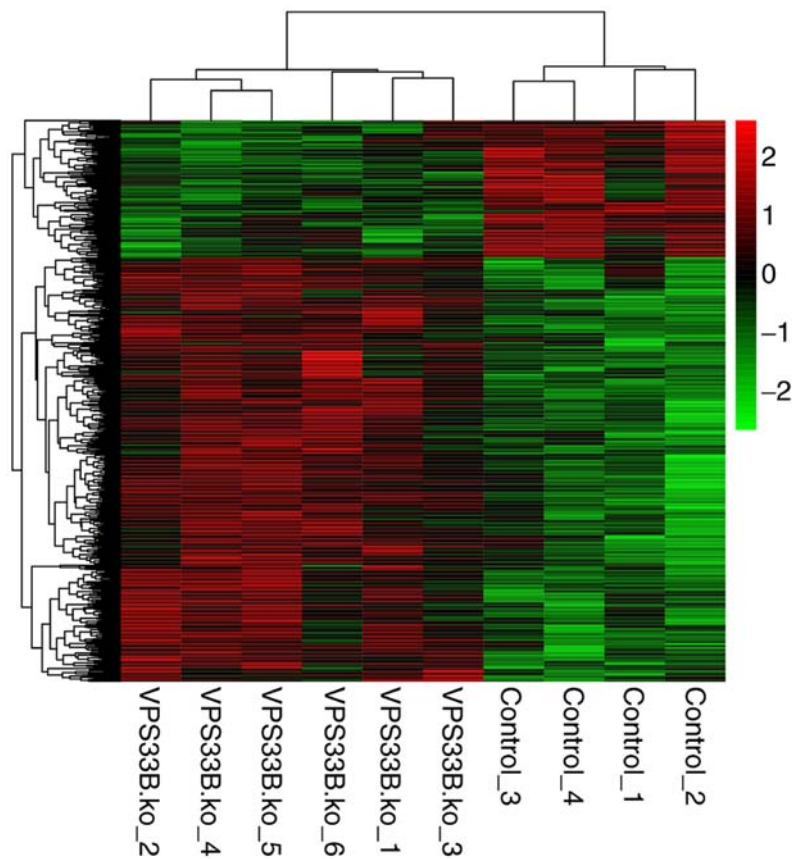 2
1
0
−1
−2
VPS33B.ko_2
VPS33B.ko_4
VPS33B.ko_5
VPS33B.ko_6
VPS33B.ko_1
VPS33B.ko_3
Control_3
Control_4
Control_1
Control_2